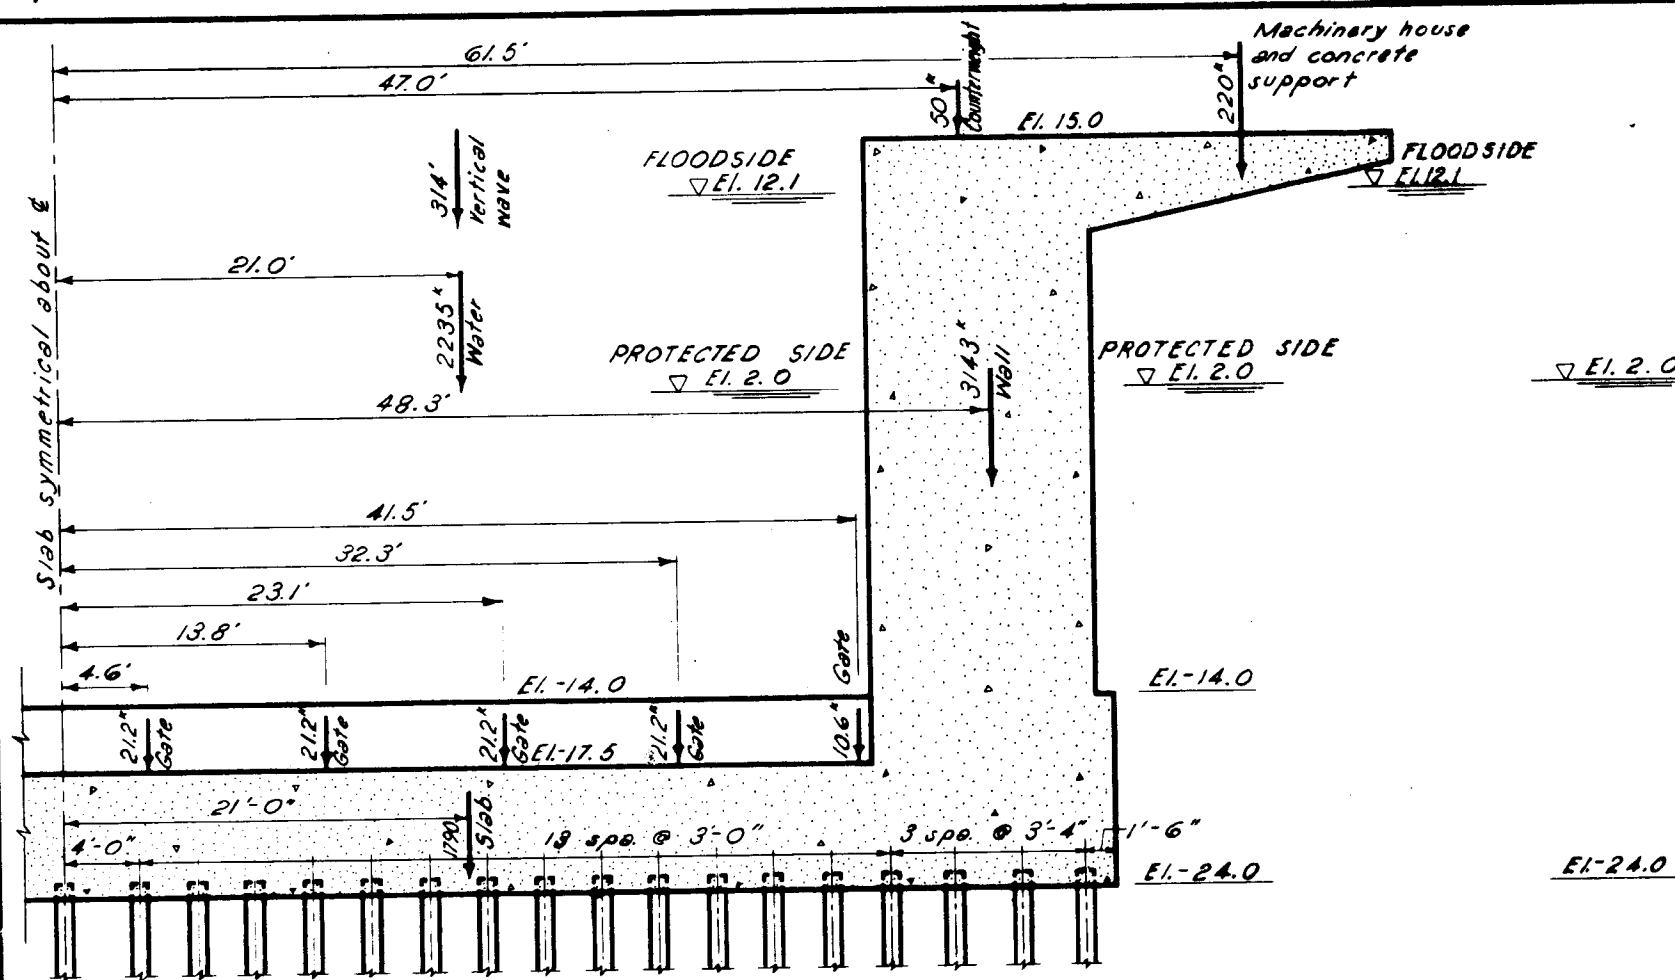 61.5'
Machinery house
and concrete
support
47.0'
50ᴷ
Counterweight
220ᴷ
El. 15.0
314'
Vertical
Wave
FLOODSIDE
El. 12.1
FLOODSIDE
El. 12.1
Slab symmetrical about ℄
21.0'
2235ᴷ
Water
PROTECTED SIDE
El. 2.0
3143ᴷ
Wall
PROTECTED SIDE
El. 2.0
El. 2.0
48.3'
41.5'
32.3'
23.1'
13.8'
4.6'
El.-14.0
Gate
El.-14.0
21.2ᴷ
Gate
21.2ᴷ
Gate
21.2ᴷ
Gate
21.2ᴷ
Gate
10.6ᴷ
El.-17.5
21'-0"
1790
Slab
4'-0"
13 spa. @ 3'-0"
3 spa. @ 3'-4"
1'-6"
El.-24.0
El.-24.0